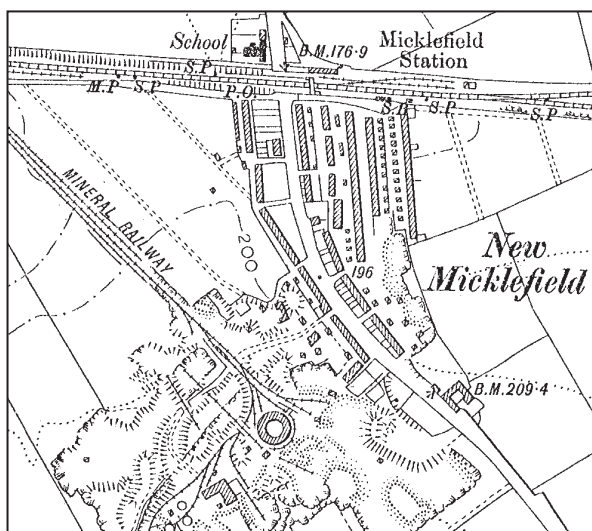 School
B.M.176·9
Micklefield
Station
S.P
M.P
S.P
P.O.
S.B
S.P
S.P
MINERAL RAILWAY
200
196
New
Micklefield
B.M.209·4